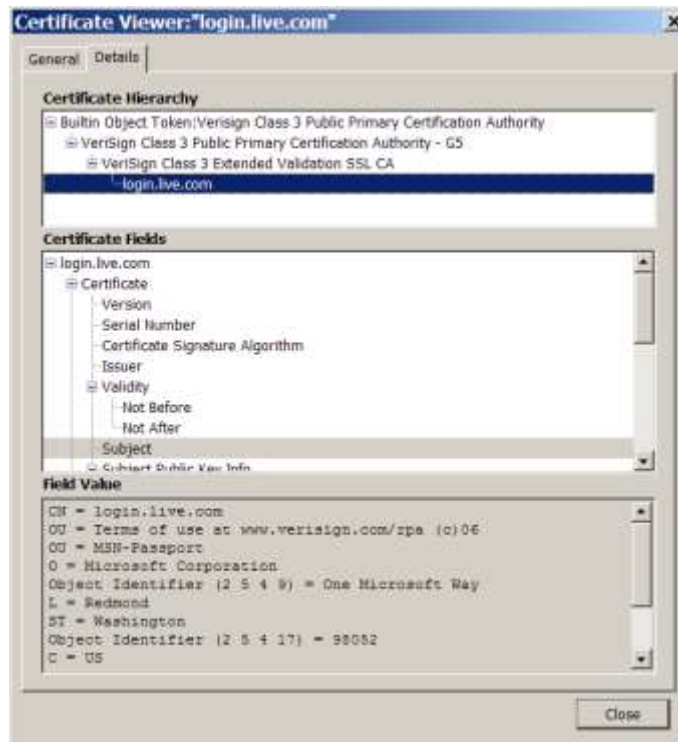 Certificate Viewer:"login.live.com"
General Details
Certificate Hierarchy
Builtin Object Token:Verisign Class 3 Public Primary Certification Authority
VeriSign Class 3 Public Primary Certification Authority - G5
VeriSign Class 3 Extended Validation SSL CA
login.live.com
Certificate Fields
login.live.com
Certificate
Version
Serial Number
Certificate Signature Algorithm
Issuer
Validity
Not Before
Not After
Subject
Subject Public Key Info
Field Value
CN = login.live.com
OU = Terms of use at www.verisign.com/rpa (c)06
OU = MSN-Passport
O = Microsoft Corporation
Object Identifier (2 5 4 9) = One Microsoft Way
L = Redmond
ST = Washington
Object Identifier (2 5 4 17) = 98052
C = US
Close